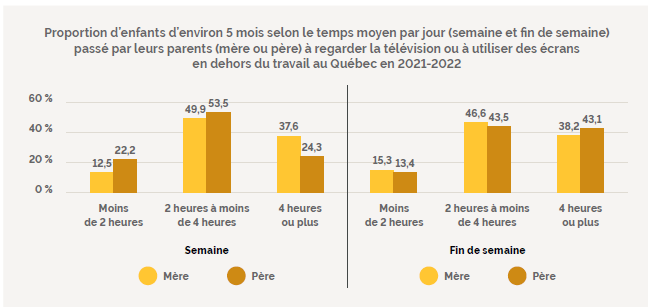 Proportion d'enfants d'environ 5 mois selon le temps moyen par jour (semaine et fin de semaine)
passé par leurs parents (mère ou père) à regarder la télévision ou à utiliser des écrans
en dehors du travail au Québec en 2021-2022
60 %
40 %
20 %
0 %
12,5
22,2
49,9
53,5
37,6
24,3
15,3
13,4
46,6
43,5
38,2
43,1
Moins
de 2 heures
2 heures à moins
de 4 heures
4 heures
ou plus
Moins
de 2 heures
2 heures à moins
de 4 heures
4 heures
ou plus
Semaine
Fin de semaine
Mère
Père
Mère
Père